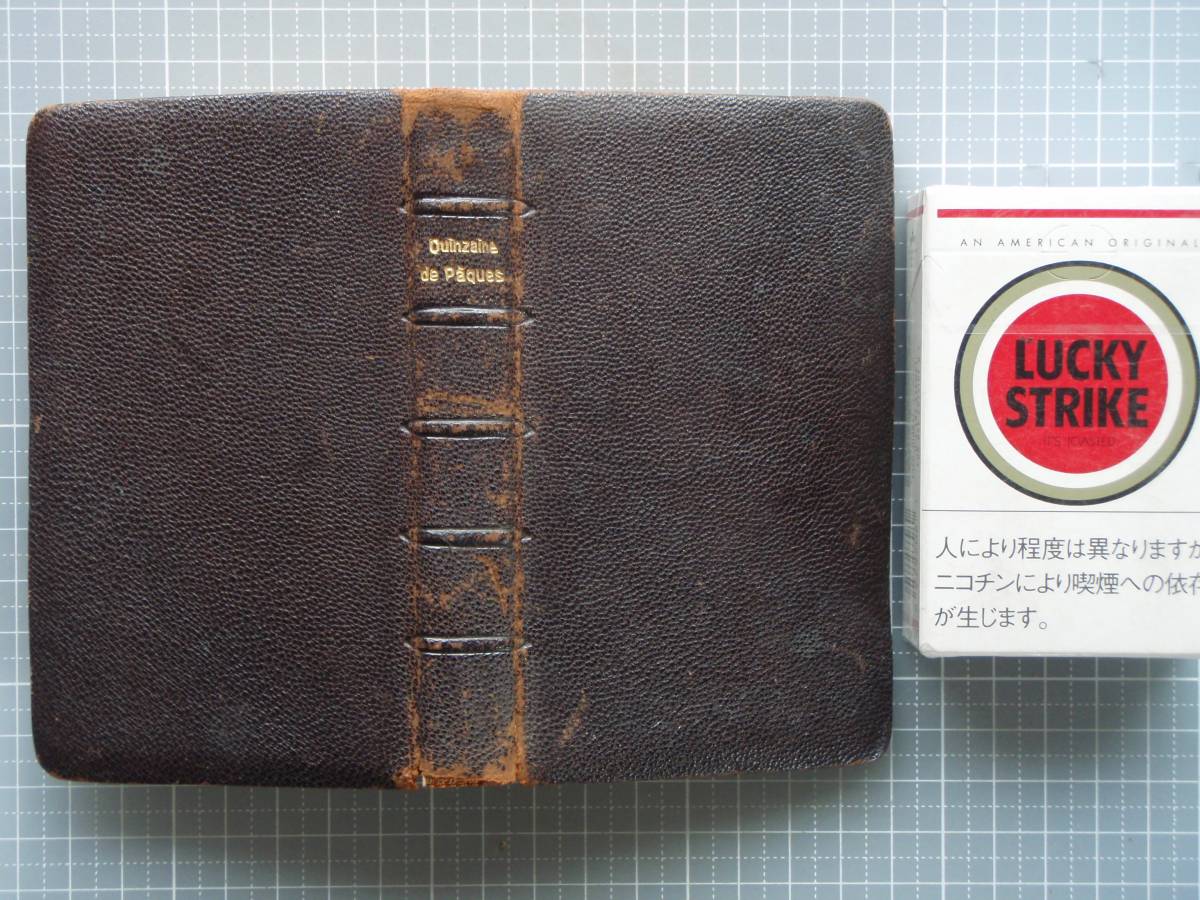 Quinzaine
de Pâques
AN AMERICAN ORIGINAL
LUCKY
STRIKE
IT'S TOASTED
人により程度は異なりますが
ニコチンにより喫煙への依存
が生じます。